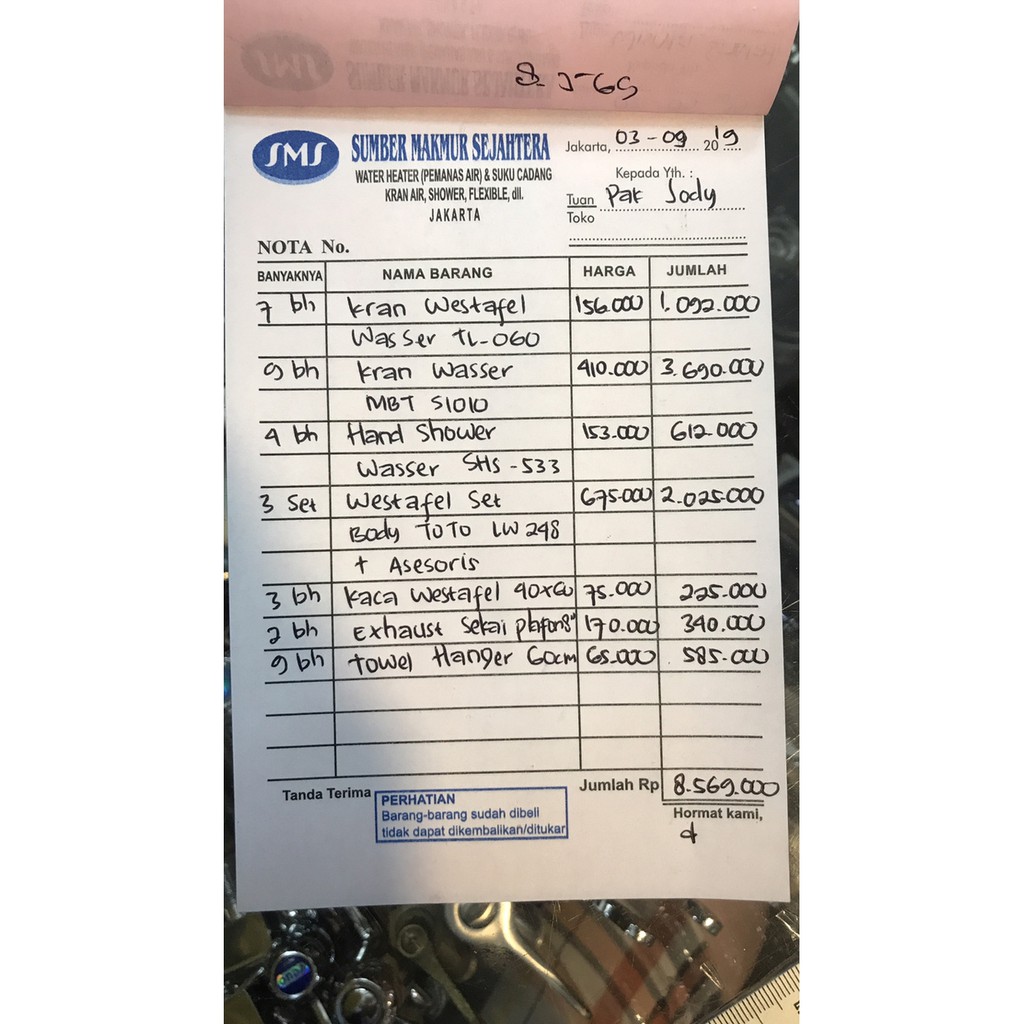 8-569
SMS
SUMBER MAKMUR SEJAHTERA
WATER HEATER (PEMANAS AIR) & SUKU CADANG
KRAN AIR, SHOWER, FLEXIBLE, dll.
JAKARTA
Jakarta, 03-09 2019
Kepada Yth. :
Tuan Pak Jody
Toko
NOTA No.
BANYAKNYA NAMA BARANG HARGA JUMLAH
7 bh Kran Westafel 156.000 1.092.000
Wasser TL-060
9 bh Kran Wasser 410.000 3.690.000
MBT S1010
4 bh Hand Shower 153.000 612.000
Wasser SHS-533
3 Set Westafel Set 675.000 2.025.000
Body TOTO LW 248
+ Asesoris
3 bh Kaca Westafel 40x60 75.000 225.000
2 bh Exhaust Sekai plafon 8" 170.000 340.000
9 bh Towel Hanger 60cm 65.000 585.000
Tanda Terima
Jumlah Rp 8.569.000
PERHATIAN
Barang-barang sudah dibeli
tidak dapat dikembalikan/ditukar
Hormat kami,